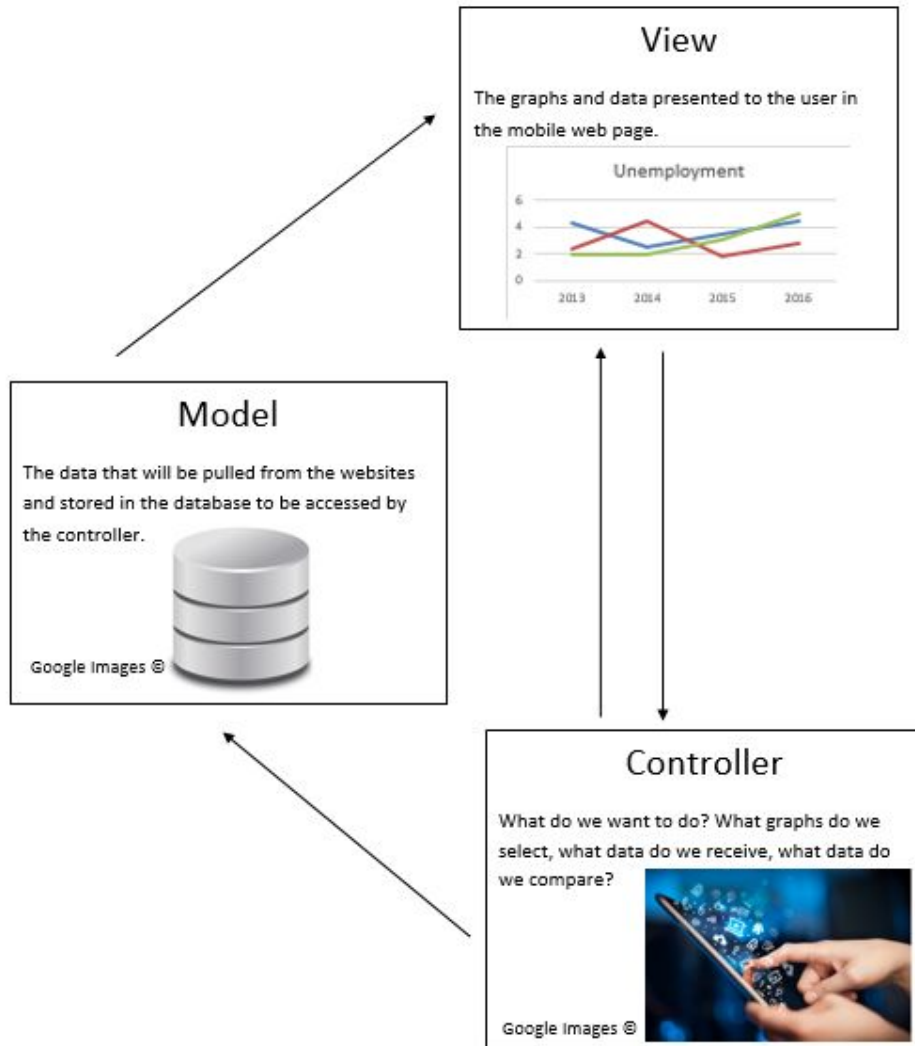 View
The graphs and data presented to the user in
the mobile web page.
Unemployment
6
4
2
0
2013 2014 2015 2016
Model
The data that will be pulled from the websites
and stored in the database to be accessed by
the controller.
Google Images ©
Controller
What do we want to do? What graphs do we
select, what data do we receive, what data do
we compare?
Google Images ©